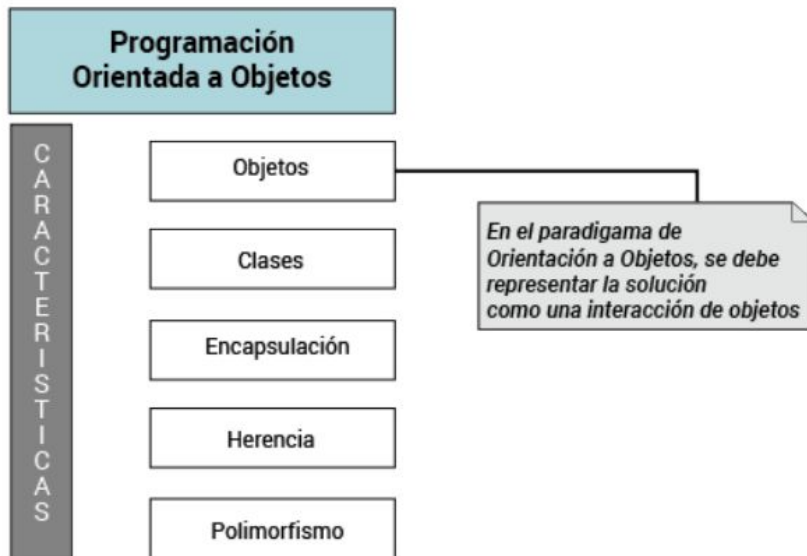 Programación
Orientada a Objetos
CARACTERISTICAS
Objetos
En el paradigama de
Orientación a Objetos, se debe
representar la solución
como una interacción de objetos
Clases
Encapsulación
Herencia
Polimorfismo